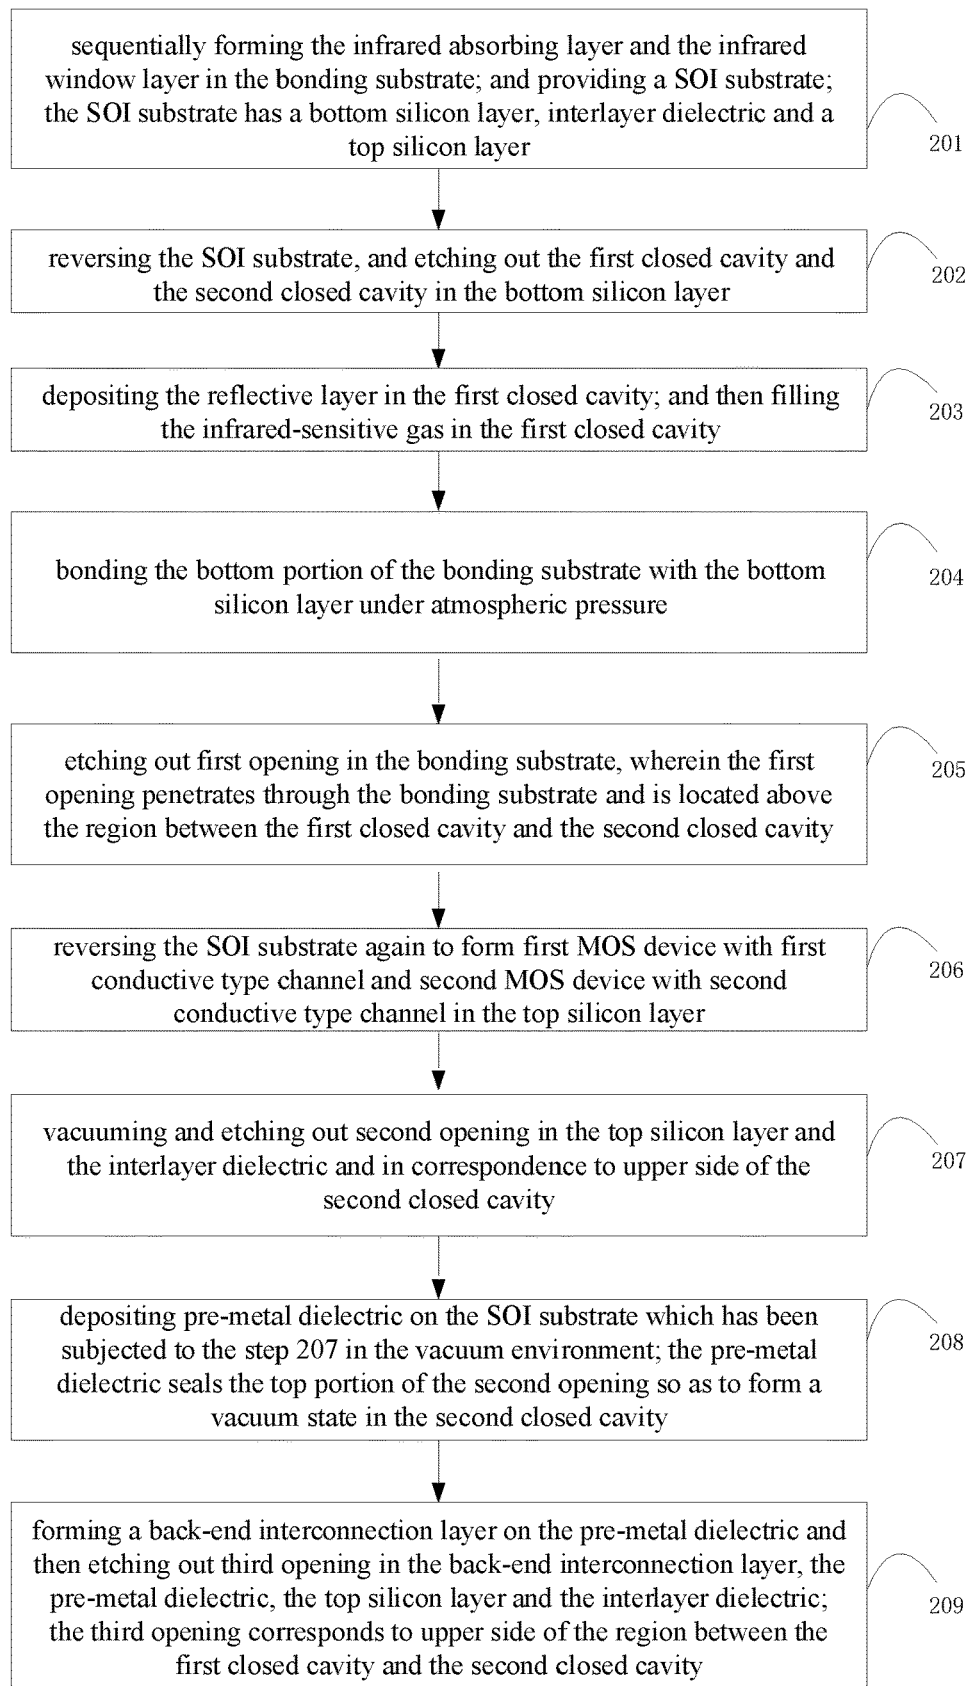 sequentially forming the infrared absorbing layer and the infrared
window layer in the bonding substrate; and providing a SOI substrate;
the SOI substrate has a bottom silicon layer, interlayer dielectric and a
top silicon layer
201
reversing the SOI substrate, and etching out the first closed cavity and
the second closed cavity in the bottom silicon layer
202
depositing the reflective layer in the first closed cavity; and then filling
the infrared-sensitive gas in the first closed cavity
203
bonding the bottom portion of the bonding substrate with the bottom
silicon layer under atmospheric pressure
204
etching out first opening in the bonding substrate, wherein the first
opening penetrates through the bonding substrate and is located above
the region between the first closed cavity and the second closed cavity
205
reversing the SOI substrate again to form first MOS device with first
conductive type channel and second MOS device with second
conductive type channel in the top silicon layer
206
vacuuming and etching out second opening in the top silicon layer and
the interlayer dielectric and in correspondence to upper side of the
second closed cavity
207
depositing pre-metal dielectric on the SOI substrate which has been
subjected to the step 207 in the vacuum environment; the pre-metal
dielectric seals the top portion of the second opening so as to form a
vacuum state in the second closed cavity
208
forming a back-end interconnection layer on the pre-metal dielectric and
then etching out third opening in the back-end interconnection layer, the
pre-metal dielectric, the top silicon layer and the interlayer dielectric;
the third opening corresponds to upper side of the region between the
first closed cavity and the second closed cavity
209